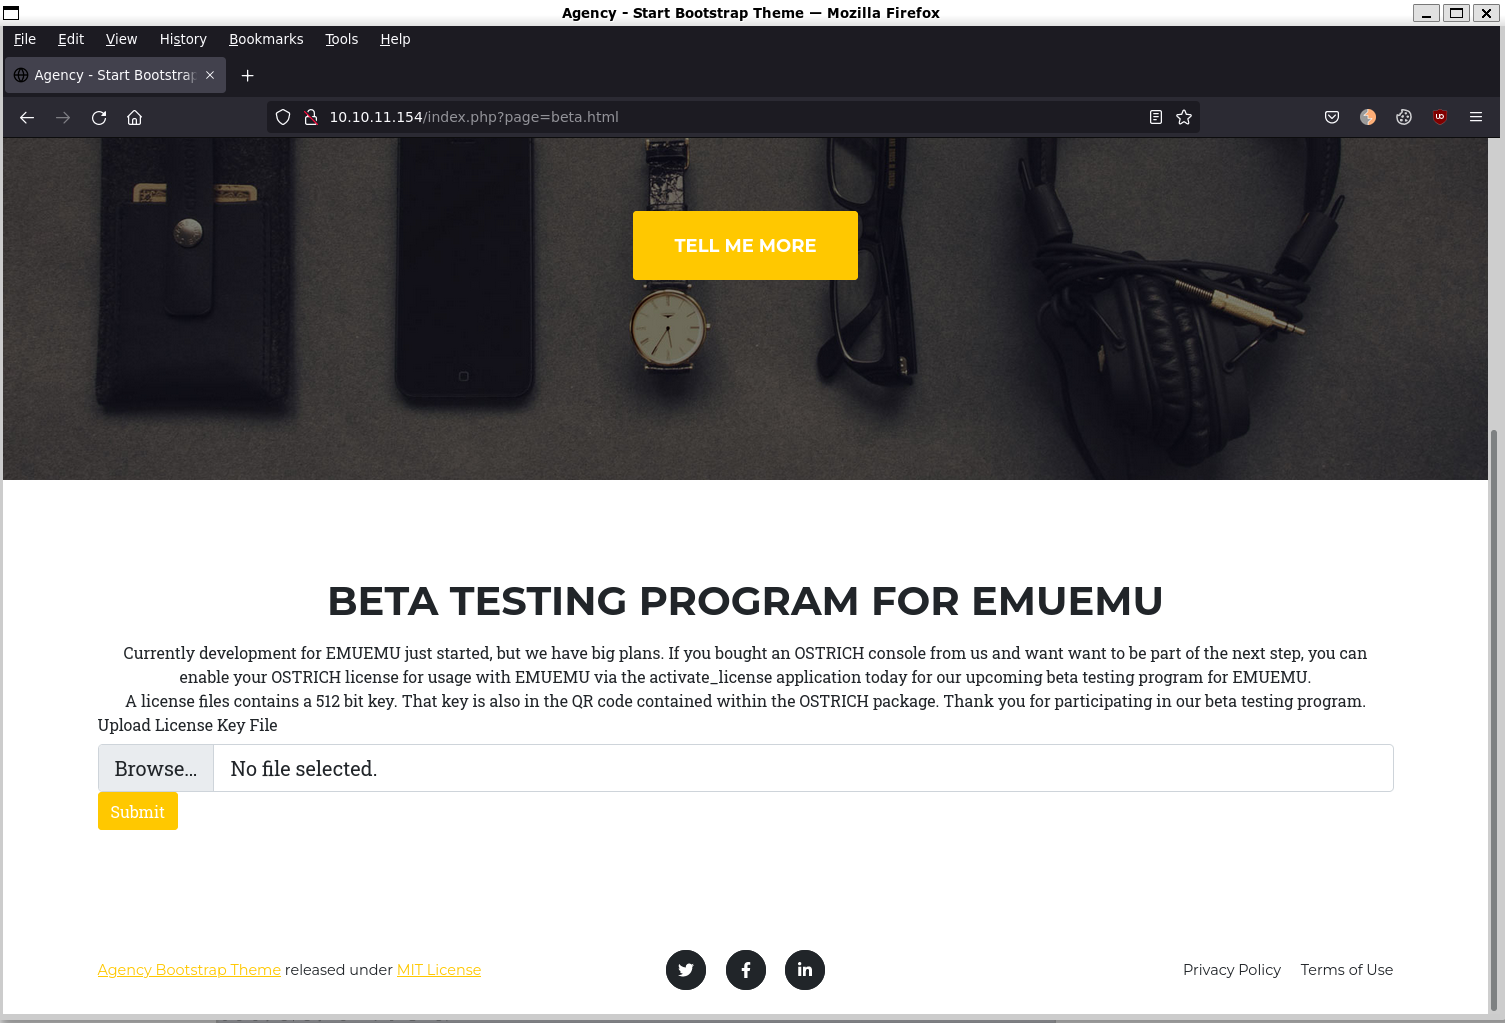 Agency - Start Bootstrap Theme — Mozilla Firefox
File Edit View History Bookmarks Tools Help
Agency - Start Bootstrap
10.10.11.154/index.php?page=beta.html
TELL ME MORE
BETA TESTING PROGRAM FOR EMUEMU
Currently development for EMUEMU just started, but we have big plans. If you bought an OSTRICH console from us and want want to be part of the next step, you can
enable your OSTRICH license for usage with EMUEMU via the activate_license application today for our upcoming beta testing program for EMUEMU.
A license files contains a 512 bit key. That key is also in the QR code contained within the OSTRICH package. Thank you for participating in our beta testing program.
Upload License Key File
Browse... No file selected.
Submit
Agency Bootstrap Theme released under MIT License
Privacy Policy Terms of Use